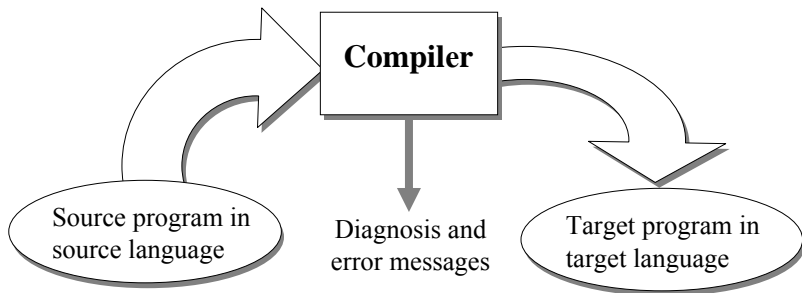 Compiler
Source program in
source language
Diagnosis and
error messages
Target program in
target language